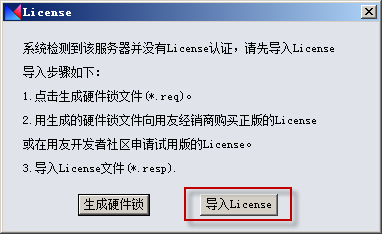 License
系统检测到该服务器并没有License认证，请先导入License
导入步骤如下：
1.点击生成硬件锁文件(*.req)。
2.用生成的硬件锁文件向用友经销商购买正版的License
或在用友开发者社区申请试用版的License。
3.导入License文件(*.resp).
生成硬件锁
导入License